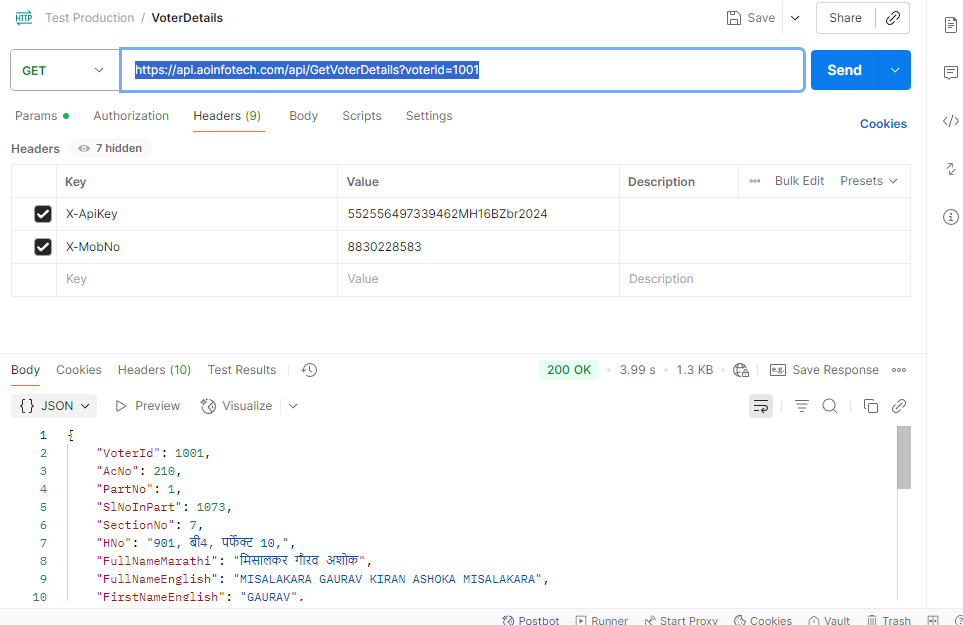 HTTP Test Production / VoterDetails Save Share
GET https://api.aoinfotech.com/api/GetVoterDetails?voterid=1001 Send
Params Authorization Headers (9) Body Scripts Settings Cookies
Headers 7 hidden
Key Value Description ••• Bulk Edit Presets
X-ApiKey 552556497339462MH16BZbr2024
X-MobNo 8830228583
Key Value Description
Body Cookies Headers (10) Test Results 200 OK • 3.99 s • 1.3 KB e.g. Save Response •••
{} JSON Preview Visualize
1 {
2 "VoterId": 1001,
3 "AcNo": 210,
4 "PartNo": 1,
5 "SlNoInPart": 1073,
6 "SectionNo": 7,
7 "HNo": "901, बी4, पर्फेक्ट 10,",
8 "FullNameMarathi": "मिसालकर गौरव अशोक",
9 "FullNameEnglish": "MISALAKARA GAURAV KIRAN ASHOKA MISALAKARA",
10 "FirstNameEnglish": "GAURAV",
Postbot Runner Start Proxy Cookies Vault Trash